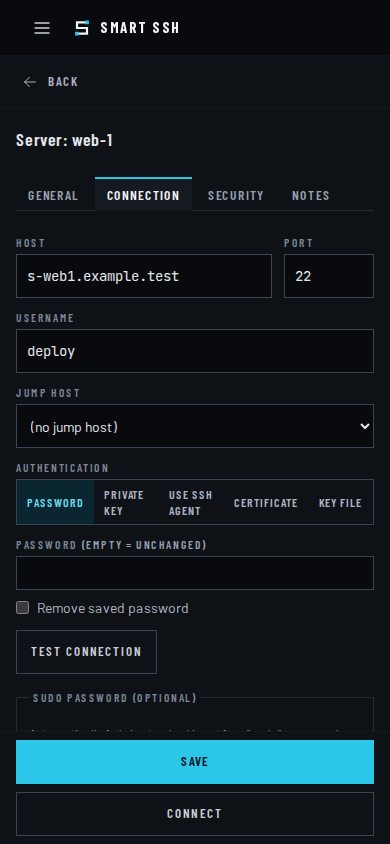 SMART SSH
BACK
Server: web-1
GENERAL CONNECTION SECURITY NOTES
HOST PORT
s-web1.example.test 22
USERNAME
deploy
JUMP HOST
(no jump host)
AUTHENTICATION
PASSWORD PRIVATE KEY USE SSH AGENT CERTIFICATE KEY FILE
PASSWORD (EMPTY = UNCHANGED)
Remove saved password
TEST CONNECTION
SUDO PASSWORD (OPTIONAL)
SAVE
CONNECT